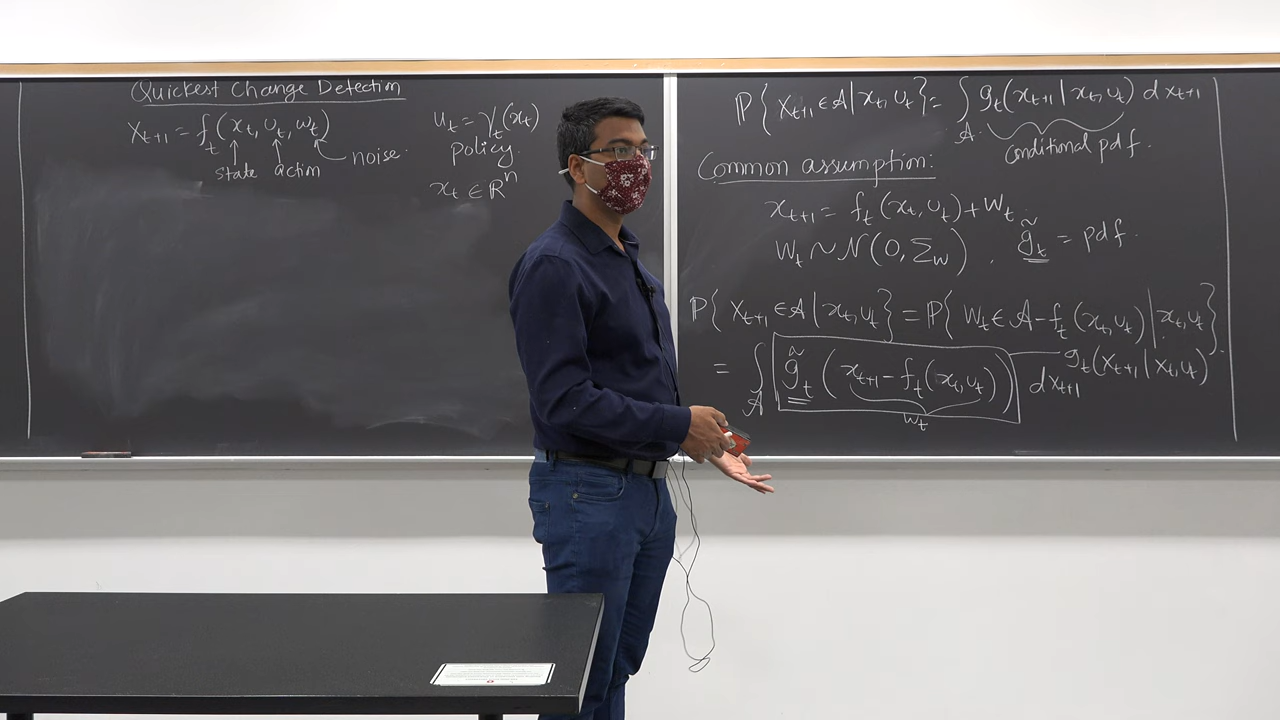 Quickest Change Detection
X_{t+1} = f_t(x_t, u_t, w_t)
state action noise.
u_t = γ_t(x_t)
policy.
x_t ∈ R^n
P{X_{t+1} ∈ A | x_t, u_t} = ∫_A g_t(x_{t+1} | x_t, u_t) dx_{t+1}
conditional pdf.
Common assumption:
x_{t+1} = f_t(x_t, u_t) + W_t.
W_t ~ N(0, Σ_W). g̃_t = pdf.
P{X_{t+1} ∈ A | x_t, u_t} = P{W_t ∈ A - f_t(x_t, u_t) | x_t, u_t}.
= ∫_A g̃_t(x_{t+1} - f_t(x_t, u_t)) dx_{t+1}
w_t
g_t(x_{t+1} | x_t, u_t)